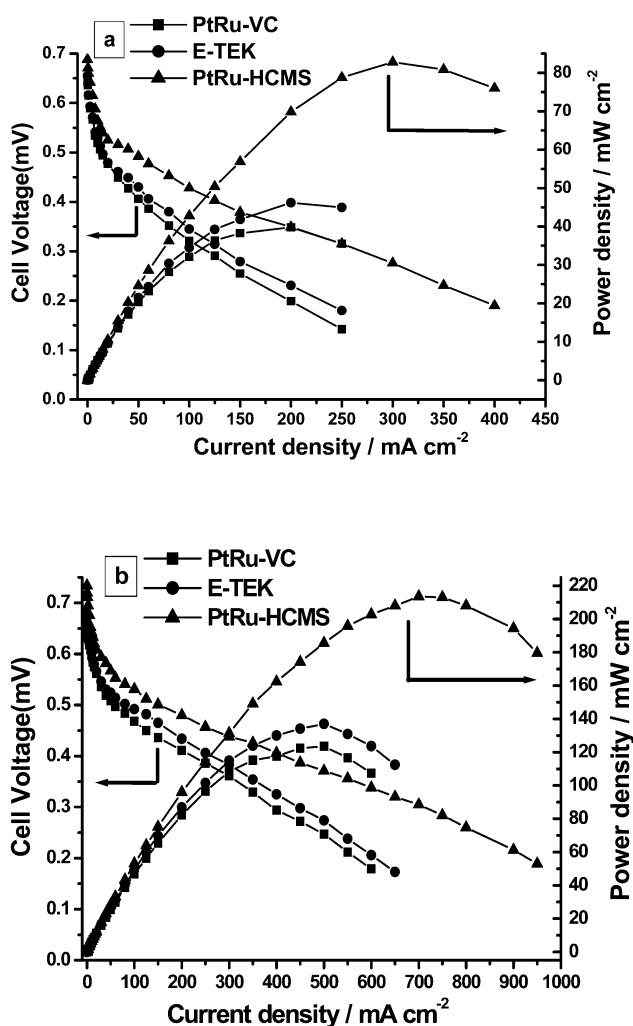 a
PtRu-VC
E-TEK
PtRu-HCMS
0.7
0.6
0.5
0.4
0.3
0.2
0.1
0.0
Cell Voltage(mV)
80
70
60
50
40
30
20
10
0
Power density / mW cm-2
0 50 100 150 200 250 300 350 400 450
Current density / mA cm-2
b
PtRu-VC
E-TEK
PtRu-HCMS
0.7
0.6
0.5
0.4
0.3
0.2
0.1
0.0
Cell Voltage(mV)
220
200
180
160
140
120
100
80
60
40
20
0
Power density / mW cm-2
0 100 200 300 400 500 600 700 800 900 1000
Current density / mA cm-2